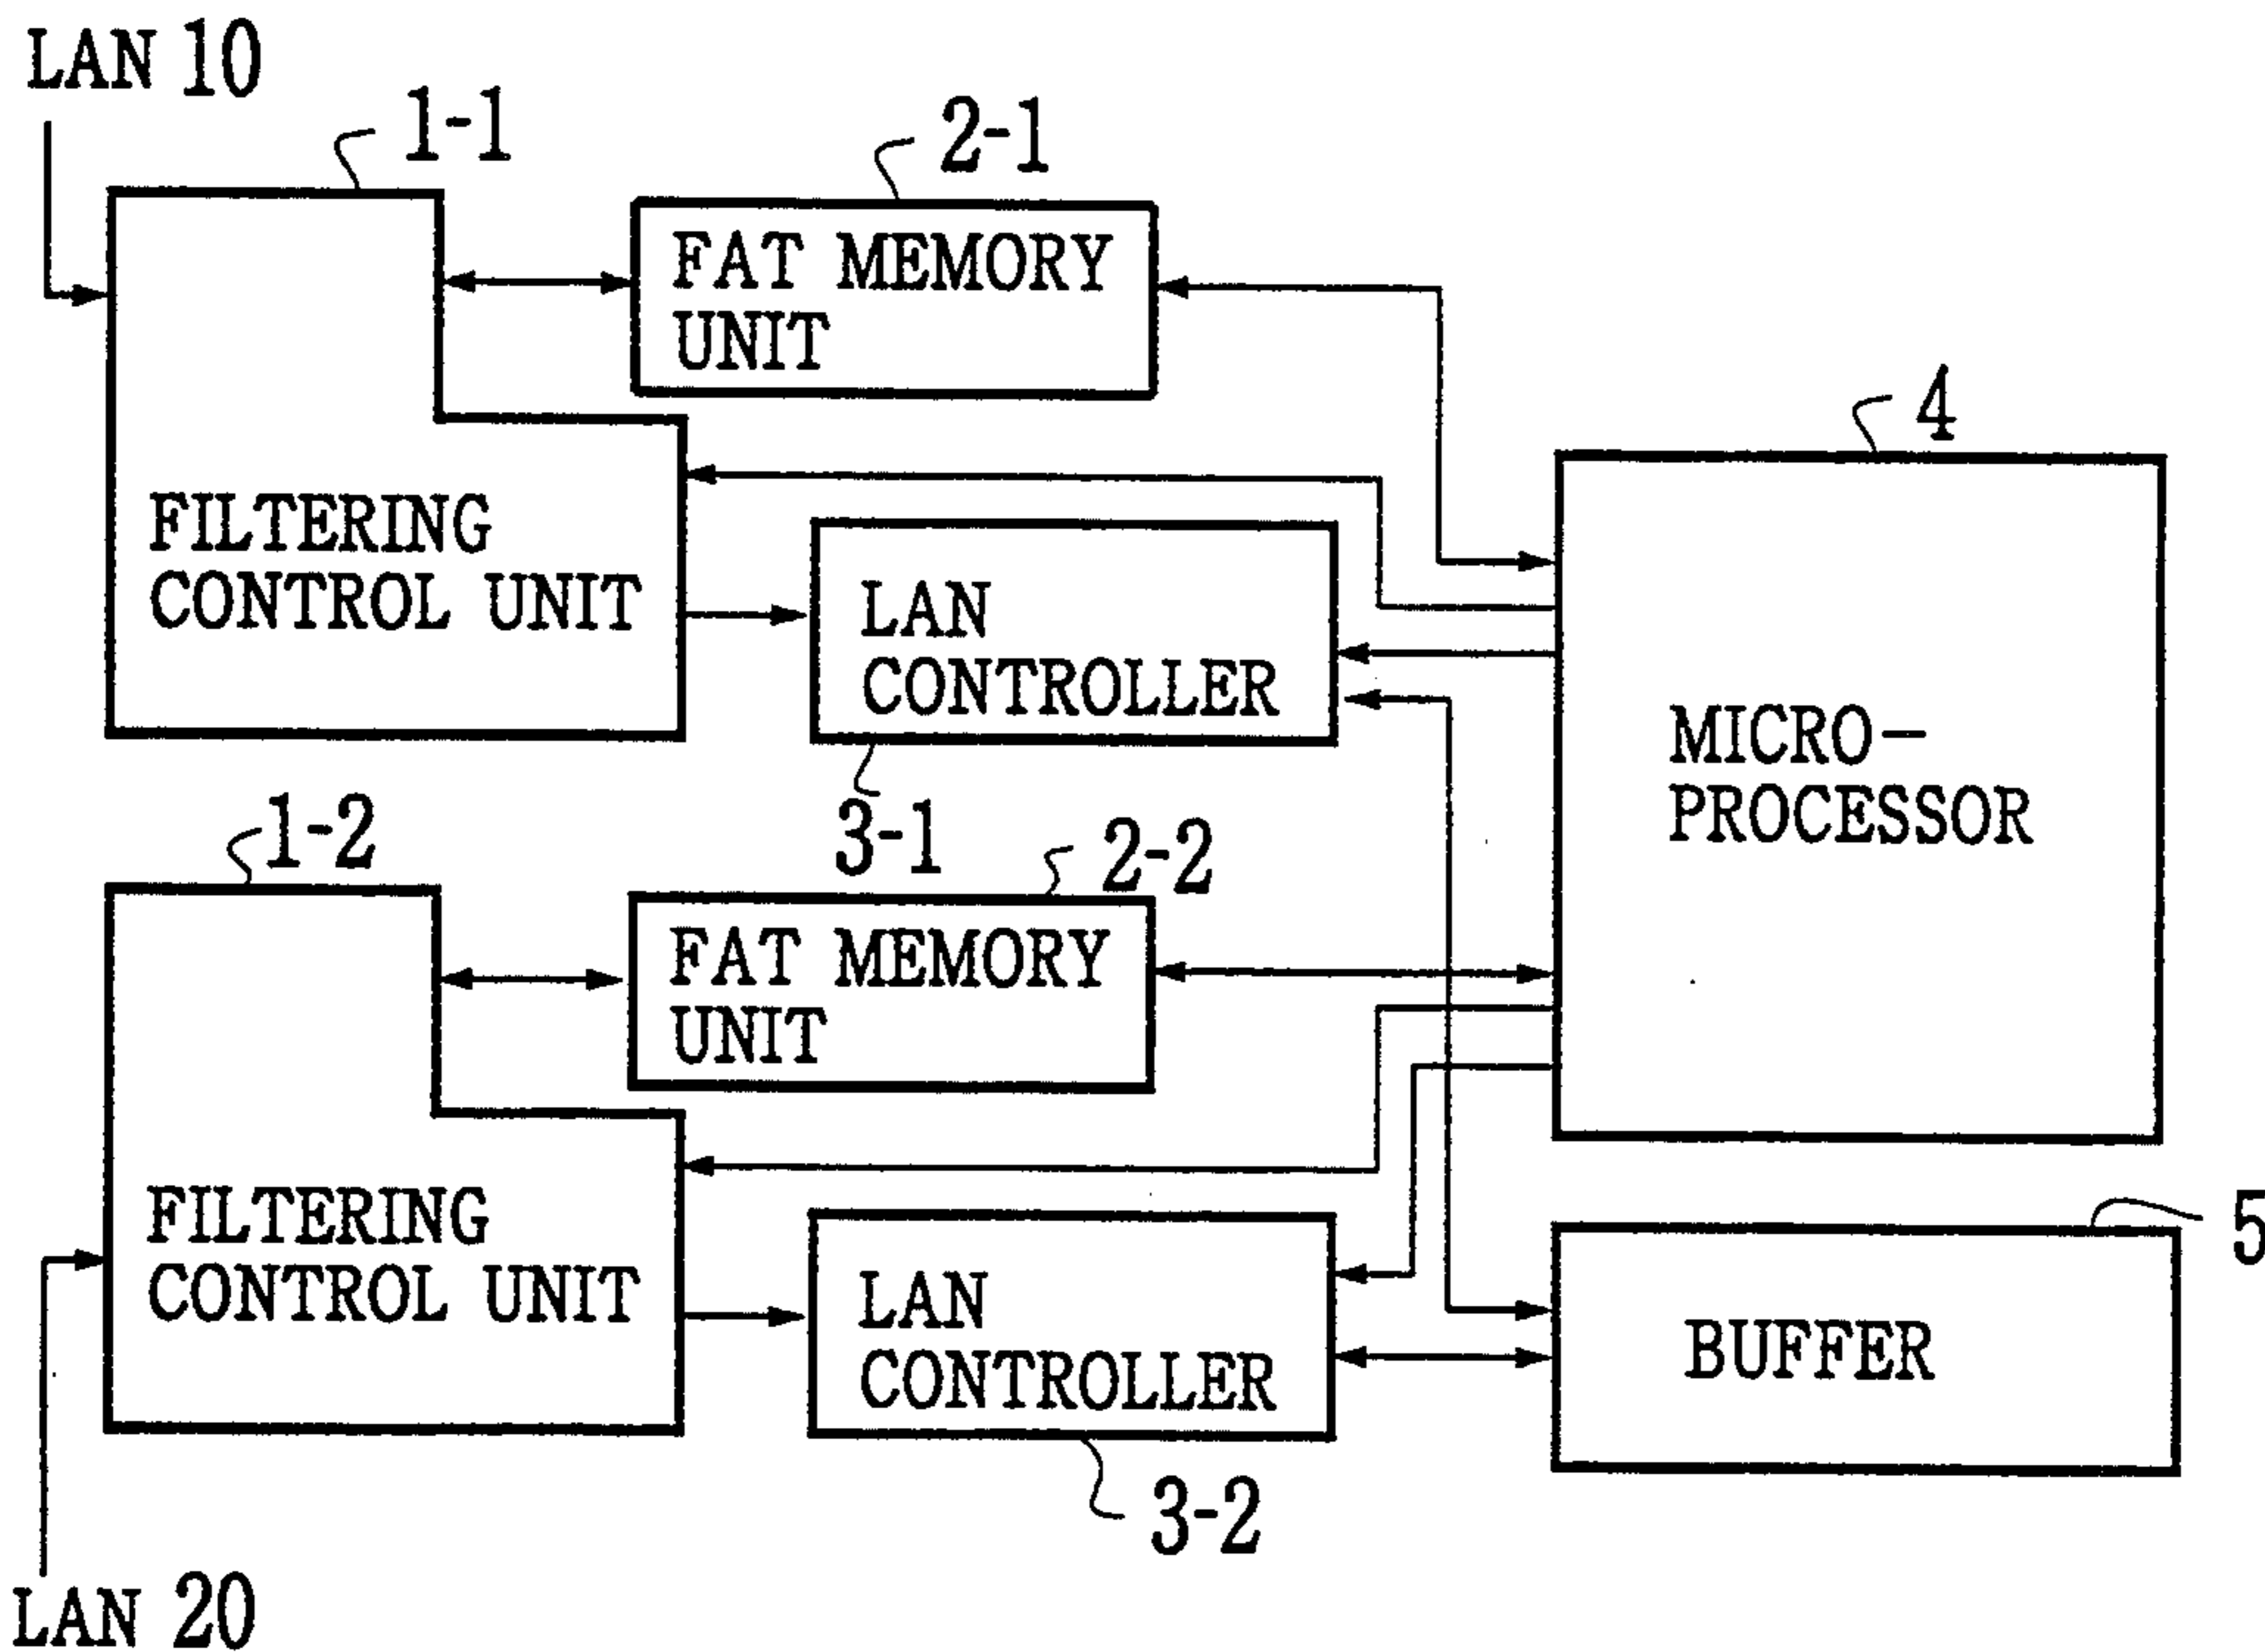 LAN 10
1-1
2-1
FAT MEMORY
UNIT
4
FILTERING
CONTROL UNIT
LAN
CONTROLLER
3-1
MICRO-
PROCESSOR
1-2
2-2
FAT MEMORY
UNIT
FILTERING
CONTROL UNIT
LAN
CONTROLLER
3-2
5
BUFFER
LAN 20